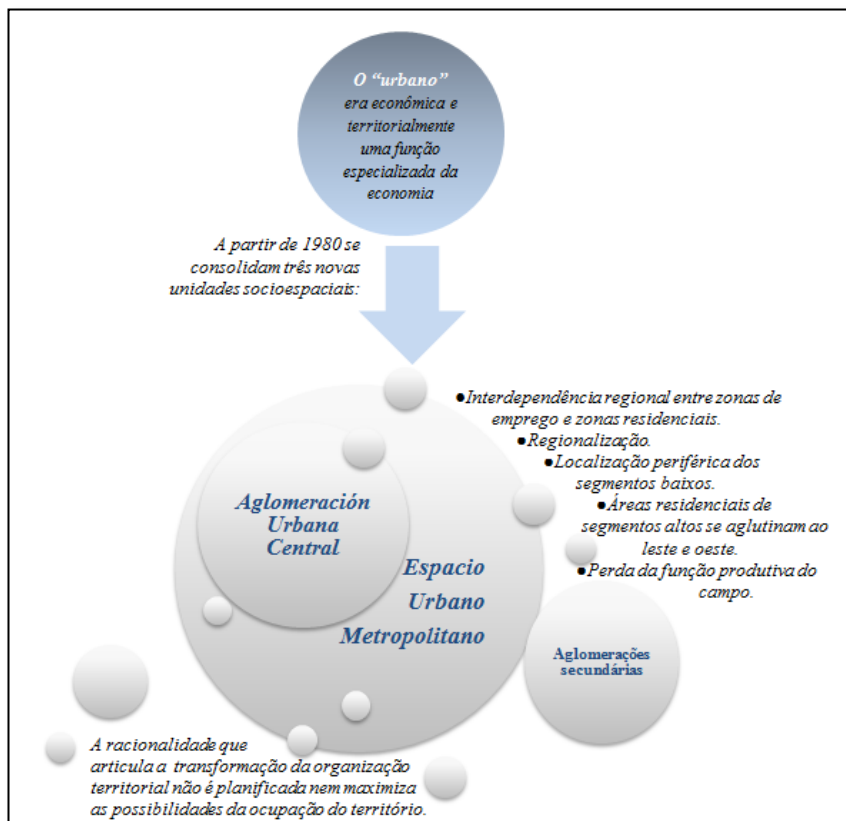 O “urbano”
era econômica e
territorialmente
uma função
especializada da
economia
A partir de 1980 se
consolidam três novas
unidades socioespaciais:
●Interdependência regional entre zonas de
emprego e zonas residenciais.
●Regionalização.
●Localização periférica dos
segmentos baixos.
●Áreas residenciais de
segmentos altos se aglutinam ao
leste e oeste.
●Perda da função produtiva do
campo.
Aglomeración
Urbana
Central
Espacio
Urbano
Metropolitano
Aglomerações
secundárias
A racionalidade que
articula a transformação da organização
territorial não é planificada nem maximiza
as possibilidades da ocupação do território.